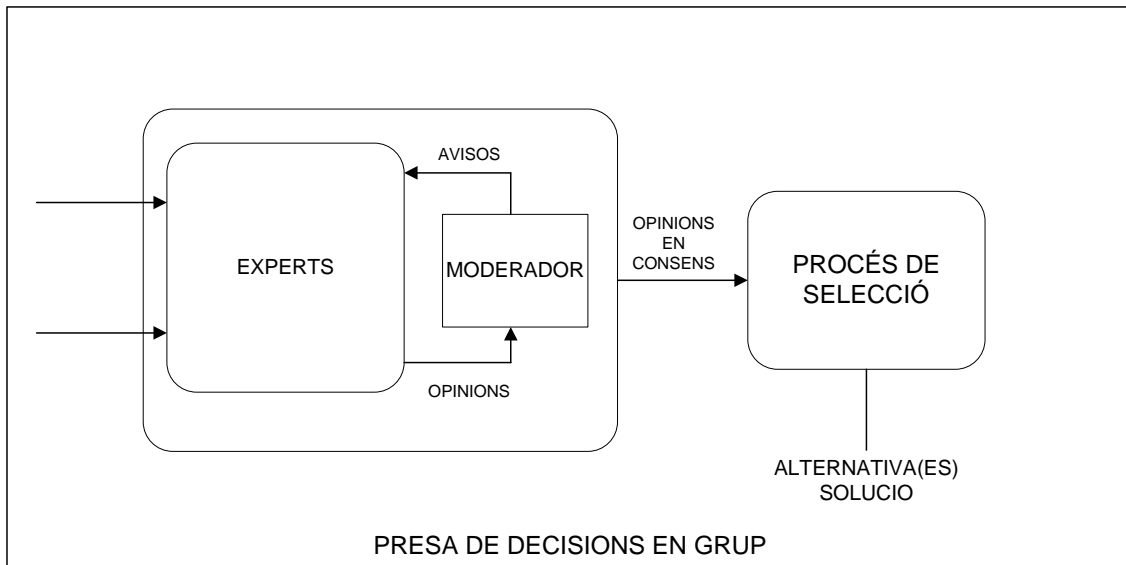 AVISOS
EXPERTS
MODERADOR
OPINIONS
OPINIONS
EN
CONSENS
PROCÉS DE
SELECCIÓ
ALTERNATIVA(ES)
SOLUCIO
PRESA DE DECISIONS EN GRUP